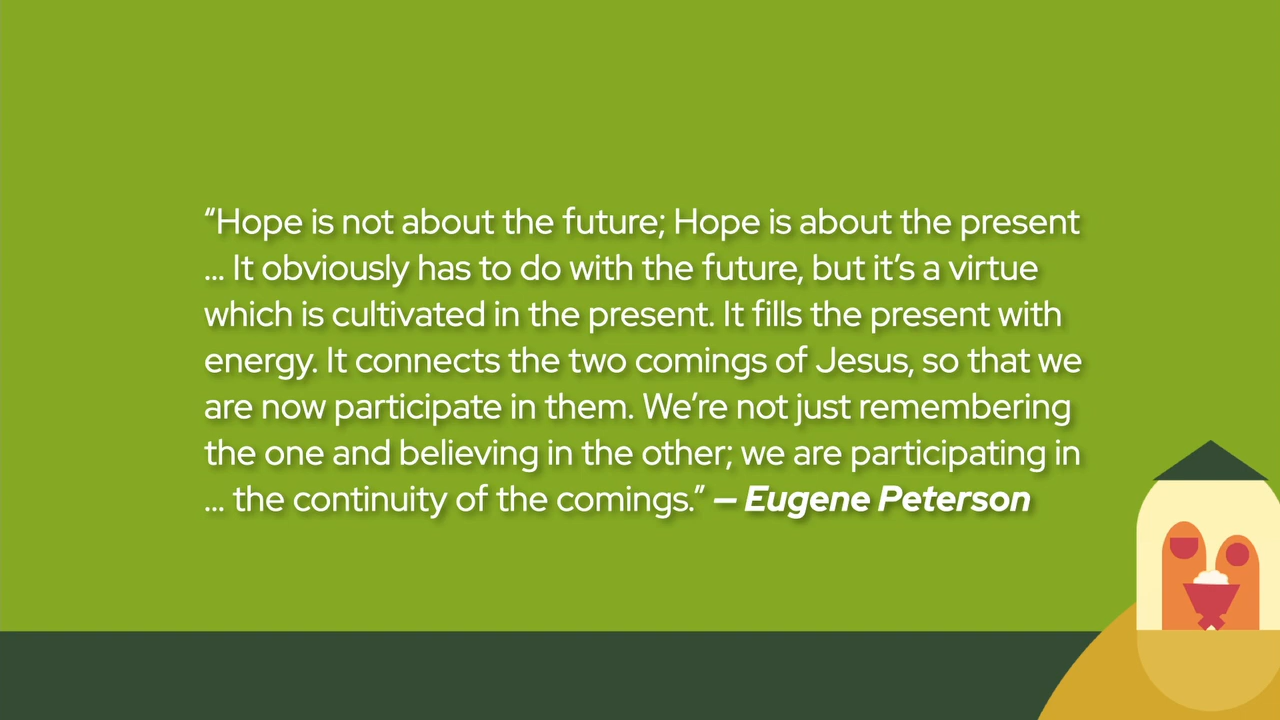 “Hope is not about the future; Hope is about the present
... It obviously has to do with the future, but it’s a virtue
which is cultivated in the present. It fills the present with
energy. It connects the two comings of Jesus, so that we
are now participate in them. We’re not just remembering
the one and believing in the other; we are participating in
... the continuity of the comings.” — Eugene Peterson